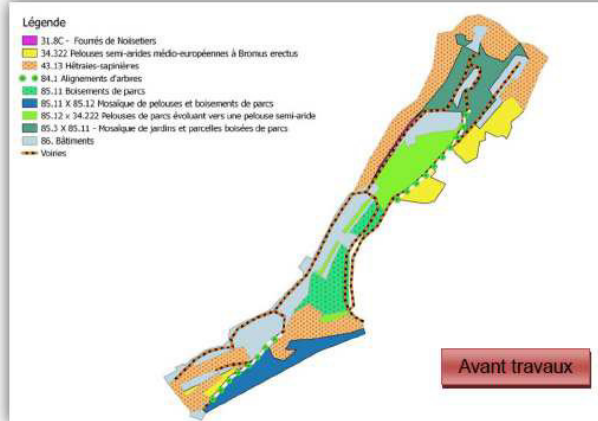 Légende
31.8C - Fourrés de Noisetiers
34.322 Pelouses semi-arides médio-européennes à Bromus erectus
43.13 Hêtraies-sapinières
84.1 Alignements d'arbres
85.11 Boisements de parcs
85.11 X 85.12 Mosaïque de pelouses et boisements de parcs
85.12 x 34.222 Pelouses de parcs évoluant vers une pelouse semi-aride
85.3 X 85.11 - Mosaïque de jardins et parcelles boisées de parcs
86. Bâtiments
Voiries
Avant travaux